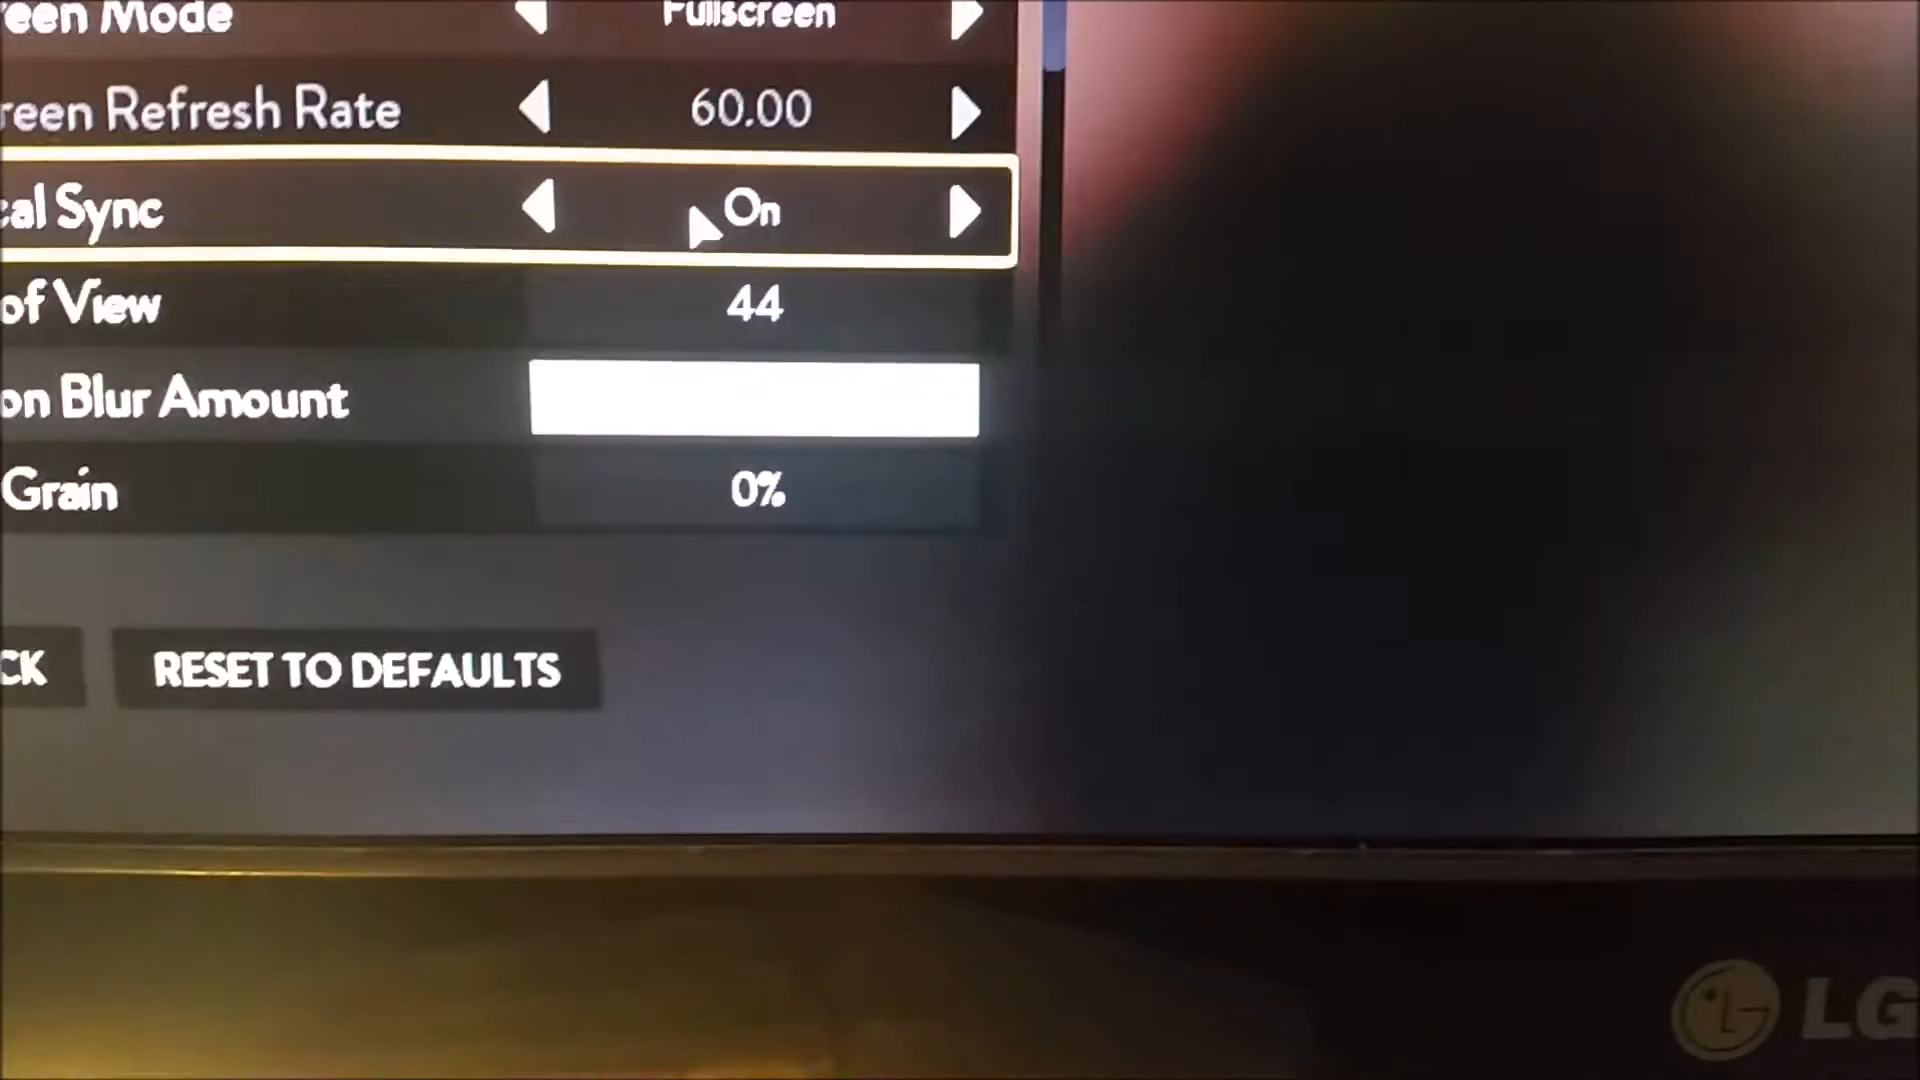 een Mode Fullscreen
reen Refresh Rate 60.00
cal Sync On
of View 44
on Blur Amount
Grain 0%
CK RESET TO DEFAULTS
LG